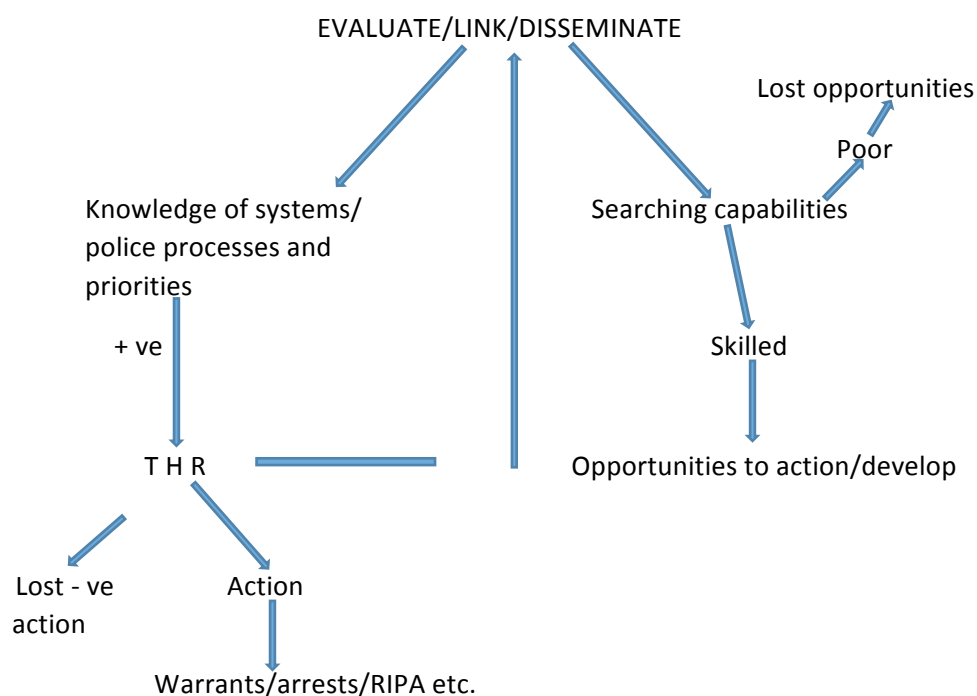 EVALUATE/LINK/DISSEMINATE
Lost opportunities
Poor
Knowledge of systems/
police processes and
priorities
Searching capabilities
+ ve
Skilled
T H R
Opportunities to action/develop
Lost - ve
action
Action
Warrants/arrests/RIPA etc.